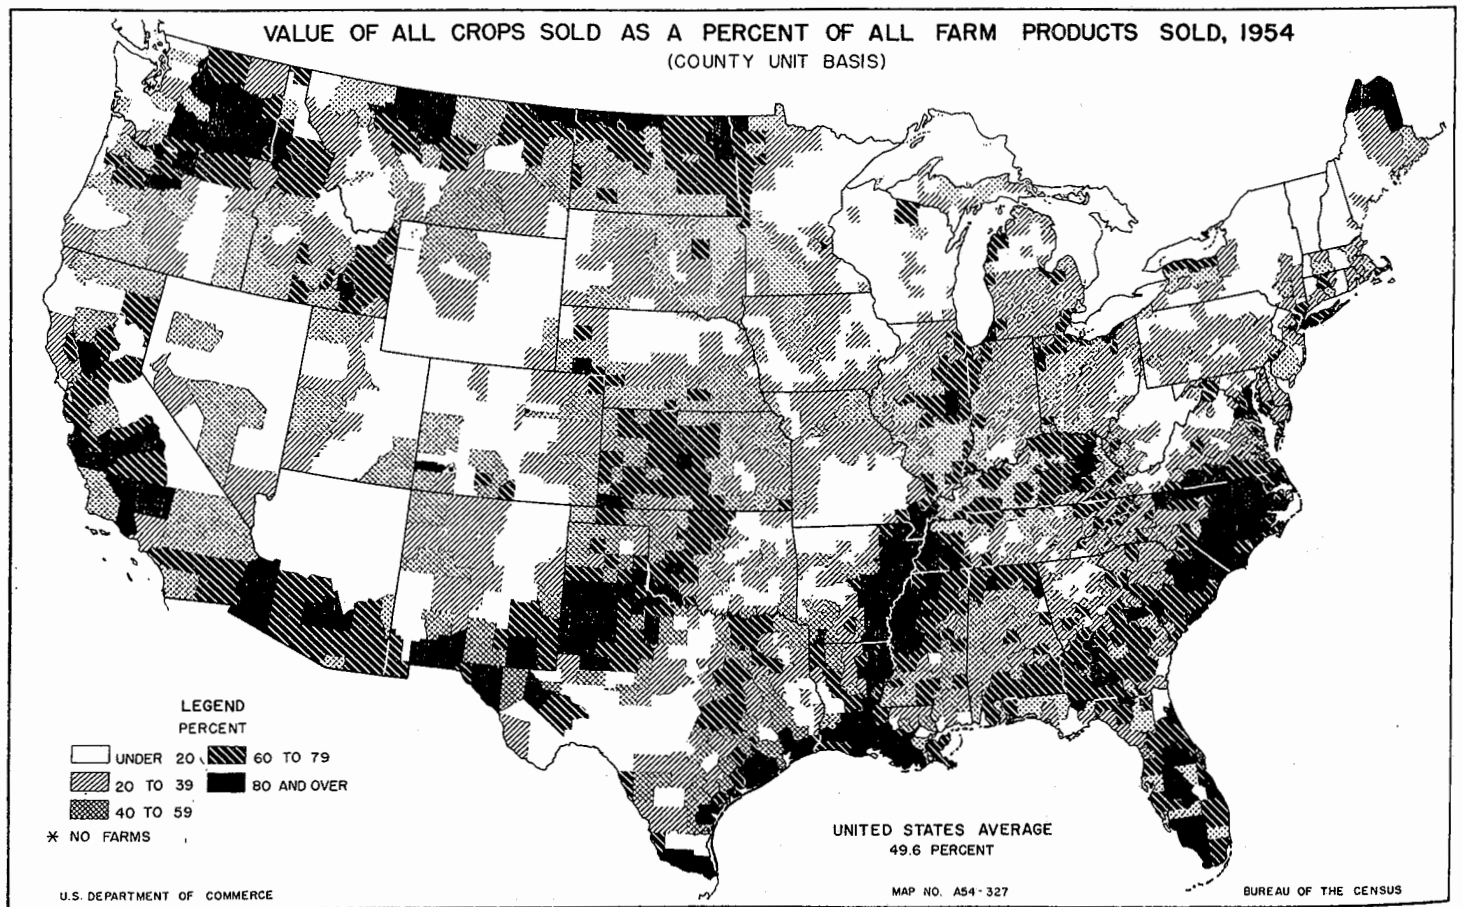 VALUE OF ALL CROPS SOLD AS A PERCENT OF ALL FARM PRODUCTS SOLD, 1954
(COUNTY UNIT BASIS)
LEGEND
PERCENT
UNDER 20
60 TO 79
20 TO 39
80 AND OVER
40 TO 59
* NO FARMS
UNITED STATES AVERAGE
49.6 PERCENT
U.S. DEPARTMENT OF COMMERCE
MAP NO. A54-327
BUREAU OF THE CENSUS